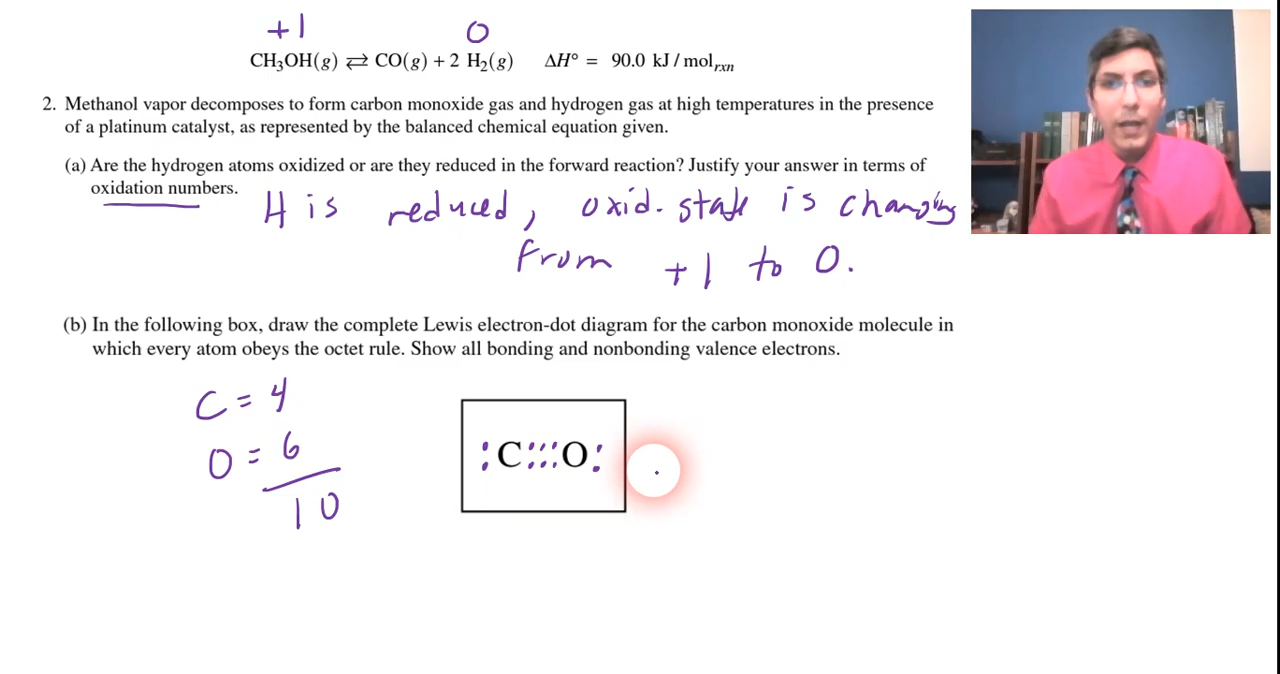 +1 0
CH₃OH(g) ⇄ CO(g) + 2 H₂(g) ΔH° = 90.0 kJ/molᵣₓₙ
2. Methanol vapor decomposes to form carbon monoxide gas and hydrogen gas at high temperatures in the presence
of a platinum catalyst, as represented by the balanced chemical equation given.
(a) Are the hydrogen atoms oxidized or are they reduced in the forward reaction? Justify your answer in terms of
oxidation numbers.
H is reduced, oxid. state is changing
from +1 to 0.
(b) In the following box, draw the complete Lewis electron-dot diagram for the carbon monoxide molecule in
which every atom obeys the octet rule. Show all bonding and nonbonding valence electrons.
C = 4
O = 6
10
:C:::O: